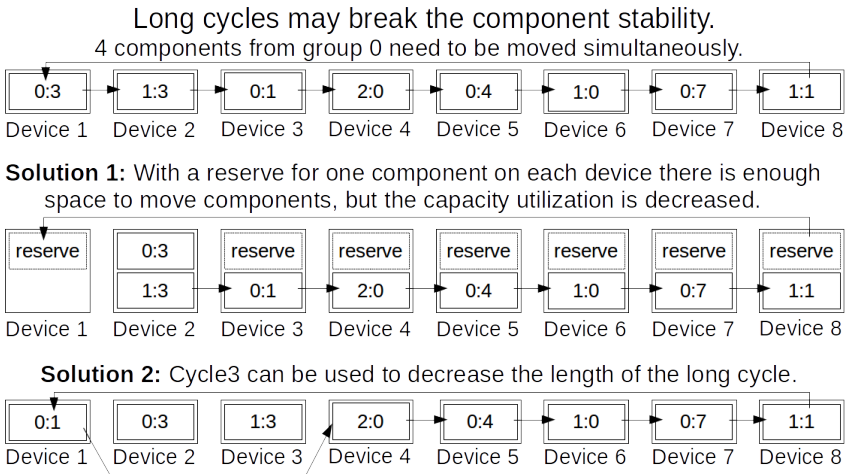 Long cycles may break the component stability.
4 components from group 0 need to be moved simultaneously.
0:3 1:3 0:1 2:0 0:4 1:0 0:7 1:1
Device 1 Device 2 Device 3 Device 4 Device 5 Device 6 Device 7 Device 8
Solution 1: With a reserve for one component on each device there is enough
space to move components, but the capacity utilization is decreased.
reserve 0:3 reserve reserve reserve reserve reserve reserve
1:3 0:1 2:0 0:4 1:0 0:7 1:1
Device 1 Device 2 Device 3 Device 4 Device 5 Device 6 Device 7 Device 8
Solution 2: Cycle3 can be used to decrease the length of the long cycle.
0:1 0:3 1:3 2:0 0:4 1:0 0:7 1:1
Device 1 Device 2 Device 3 Device 4 Device 5 Device 6 Device 7 Device 8